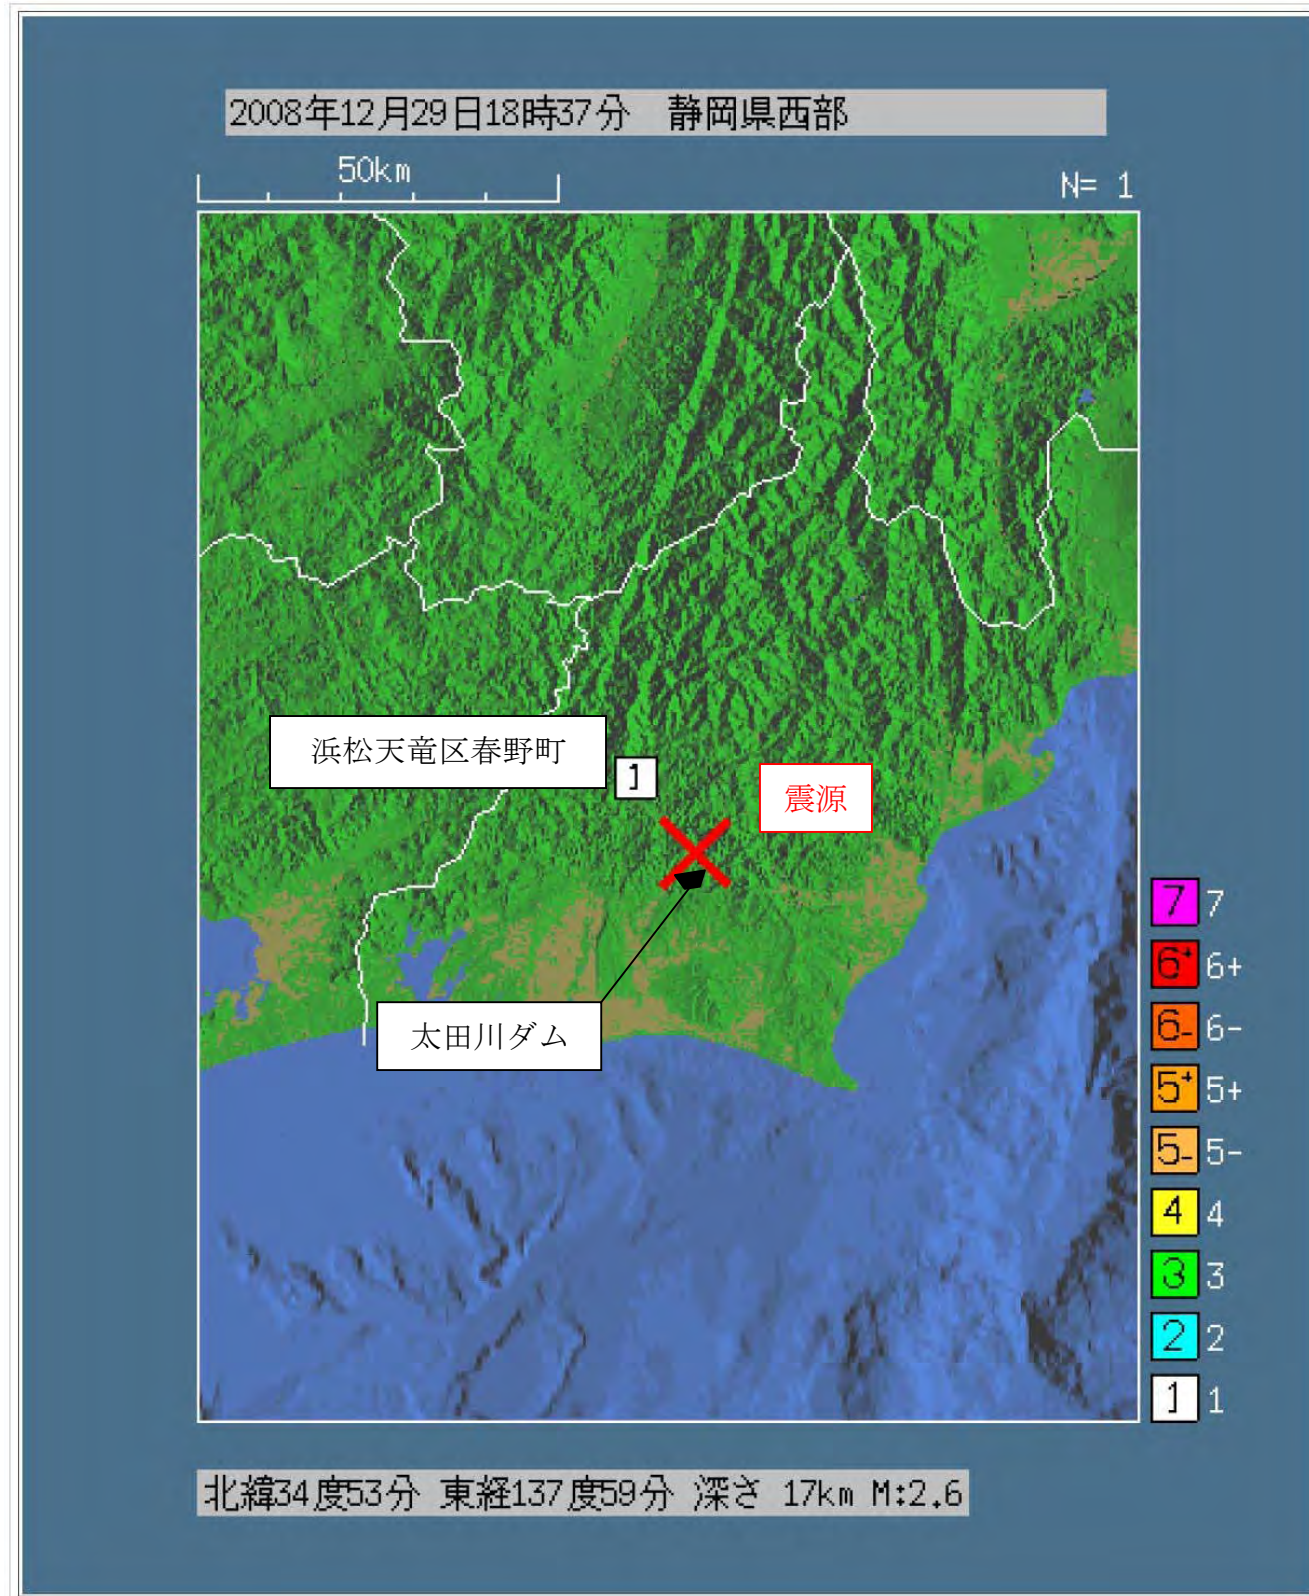 2008年12月29日18時37分 静岡県西部
50km
N= 1
浜松天竜区春野町
1
震源
太田川ダム
7 7
6+ 6+
6- 6-
5+ 5+
5- 5-
4 4
3 3
2 2
1 1
北緯34度53分 東経137度59分 深さ 17km M:2.6